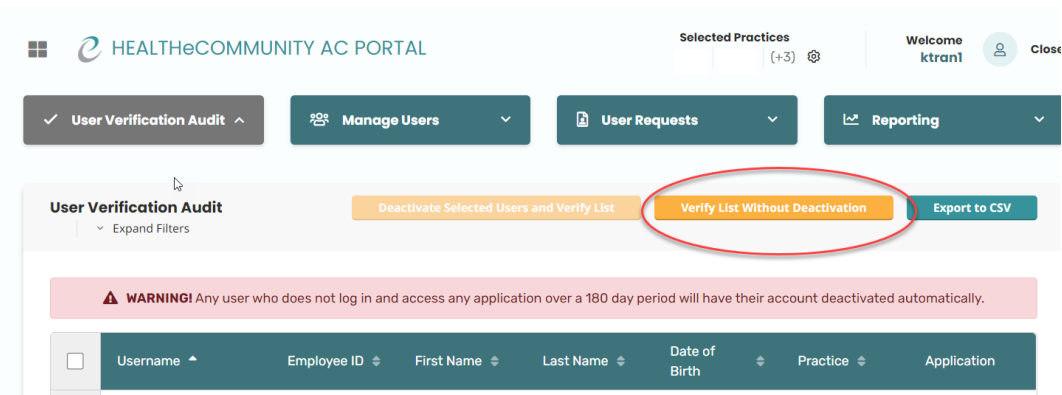 HEALTHeCOMMUNITY AC PORTAL
Selected Practices
(+3)
Welcome
ktran1
Close
User Verification Audit
Manage Users
User Requests
Reporting
User Verification Audit
Expand Filters
Deactivate Selected Users and Verify List
Verify List Without Deactivation
Export to CSV
WARNING! Any user who does not log in and access any application over a 180 day period will have their account deactivated automatically.
Username
Employee ID
First Name
Last Name
Date of
Birth
Practice
Application